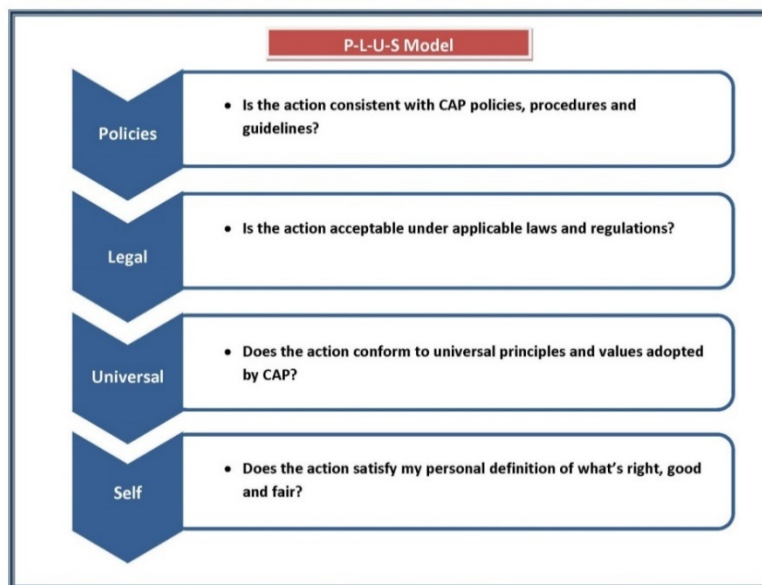 P-L-U-S Model
Policies
• Is the action consistent with CAP policies, procedures and
guidelines?
Legal
• Is the action acceptable under applicable laws and regulations?
Universal
• Does the action conform to universal principles and values adopted
by CAP?
Self
• Does the action satisfy my personal definition of what’s right, good
and fair?